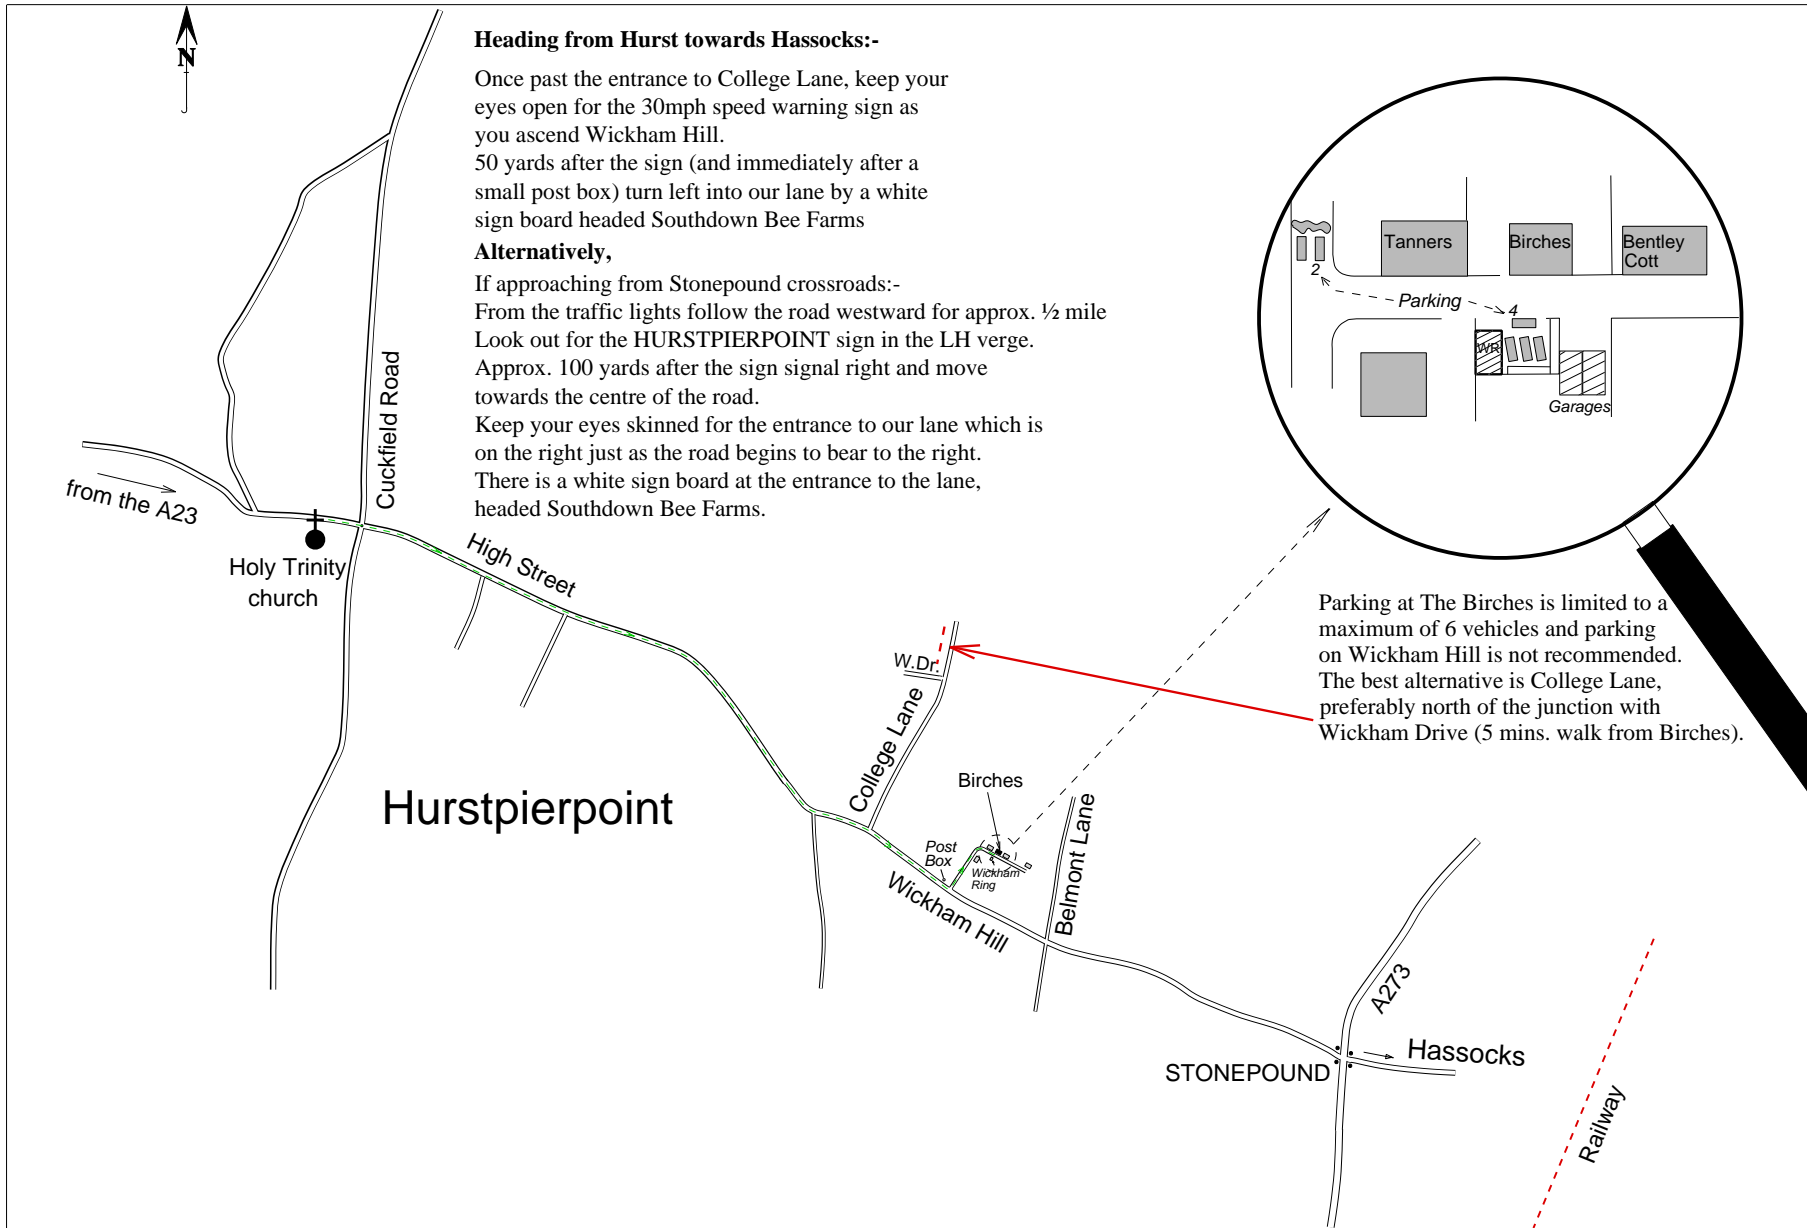 N
Heading from Hurst towards Hassocks:-
Once past the entrance to College Lane, keep your
eyes open for the 30mph speed warning sign as
you ascend Wickham Hill.
50 yards after the sign (and immediately after a
small post box) turn left into our lane by a white
sign board headed Southdown Bee Farms
Alternatively,
If approaching from Stonepound crossroads:-
From the traffic lights follow the road westward for approx. ½ mile
Look out for the HURSTPIERPOINT sign in the LH verge.
Approx. 100 yards after the sign signal right and move
towards the centre of the road.
Keep your eyes skinned for the entrance to our lane which is
on the right just as the road begins to bear to the right.
There is a white sign board at the entrance to the lane,
headed Southdown Bee Farms.
Tanners
Birches
Bentley
Cott
2
Parking
4
WR
Garages
Parking at The Birches is limited to a
maximum of 6 vehicles and parking
on Wickham Hill is not recommended.
The best alternative is College Lane,
preferably north of the junction with
Wickham Drive (5 mins. walk from Birches).
Cuckfield Road
from the A23
Holy Trinity
church
High Street
W.Dr.
College Lane
Hurstpierpoint
Birches
Post
Box
Wickham
Ring
Belmont Lane
Wickham Hill
A273
Hassocks
STONEPOUND
Railway